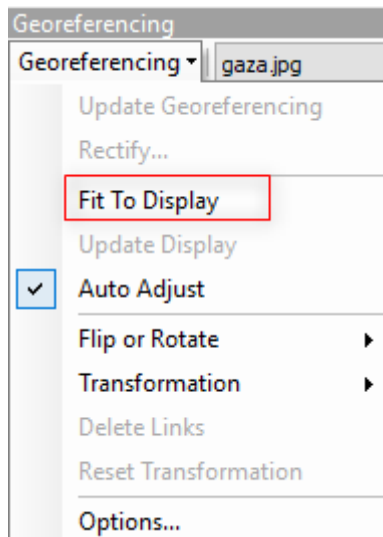 Georeferencing
Georeferencing gaza.jpg
Update Georeferencing
Rectify...
Fit To Display
Update Display
Auto Adjust
Flip or Rotate
Transformation
Delete Links
Reset Transformation
Options...